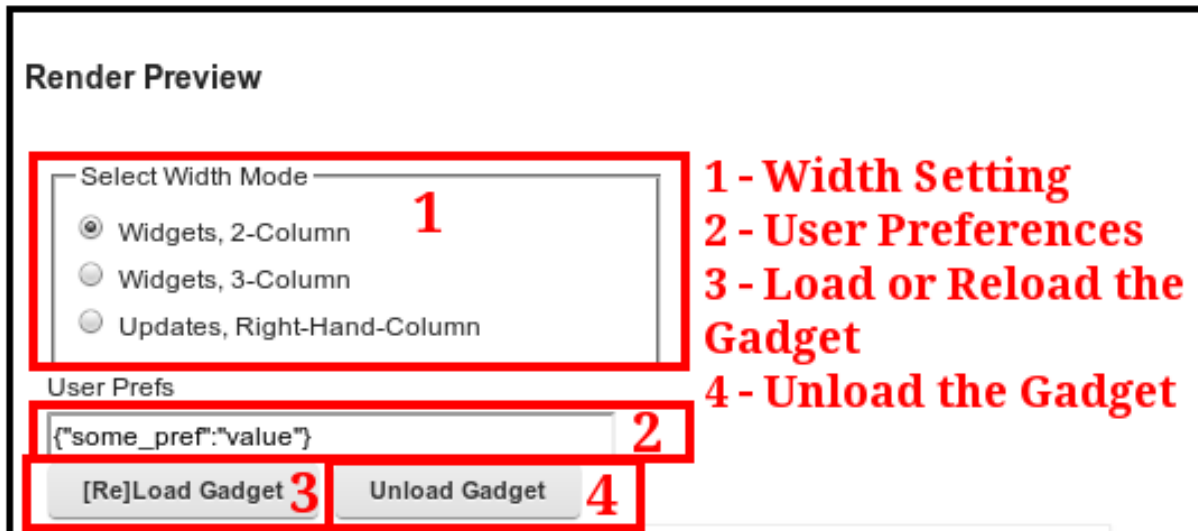 Render Preview
Select Width Mode
1
Widgets, 2-Column
Widgets, 3-Column
Updates, Right-Hand-Column
1 - Width Setting
2 - User Preferences
3 - Load or Reload the
Gadget
4 - Unload the Gadget
User Prefs
{"some_pref":"value"}
2
[Re]Load Gadget 3
Unload Gadget 4